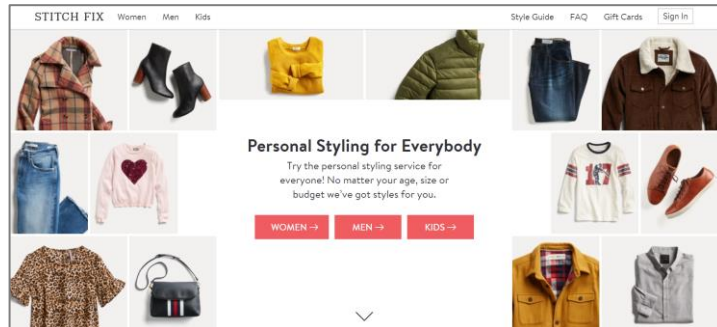 STITCH FIX Women Men Kids Style Guide FAQ Gift Cards Sign In
Personal Styling for Everybody
Try the personal styling service for
everyone! No matter your age, size or
budget we've got styles for you.
WOMEN → MEN → KIDS →